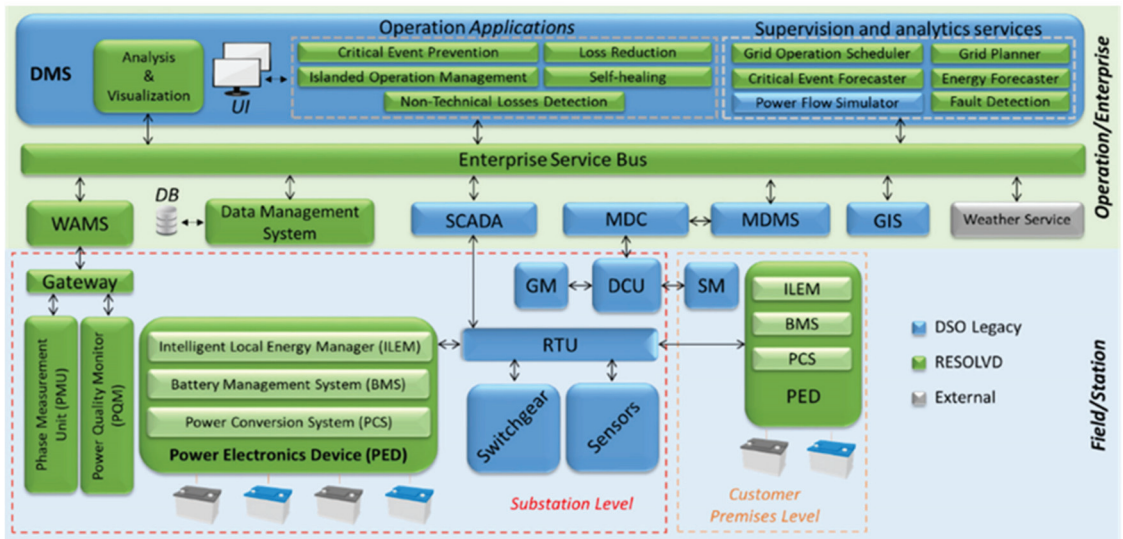 Operation Applications
Supervision and analytics services
DMS
Analysis
&
Visualization
UI
Critical Event Prevention
Loss Reduction
Islanded Operation Management
Self-healing
Non-Technical Losses Detection
Grid Operation Scheduler
Grid Planner
Critical Event Forecaster
Energy Forecaster
Power Flow Simulator
Fault Detection
Operation/Enterprise
Enterprise Service Bus
WAMS
DB
Data Management
System
SCADA
MDC
MDMS
GIS
Weather Service
Gateway
GM
DCU
SM
Phase Measurement
Unit (PMU)
Power Quality Monitor
(PQM)
Intelligent Local Energy Manager (ILEM)
Battery Management System (BMS)
Power Conversion System (PCS)
Power Electronics Device (PED)
RTU
Switchgear
Sensors
Substation Level
ILEM
BMS
PCS
PED
Customer
Premises Level
DSO Legacy
RESOLVD
External
Field/Station